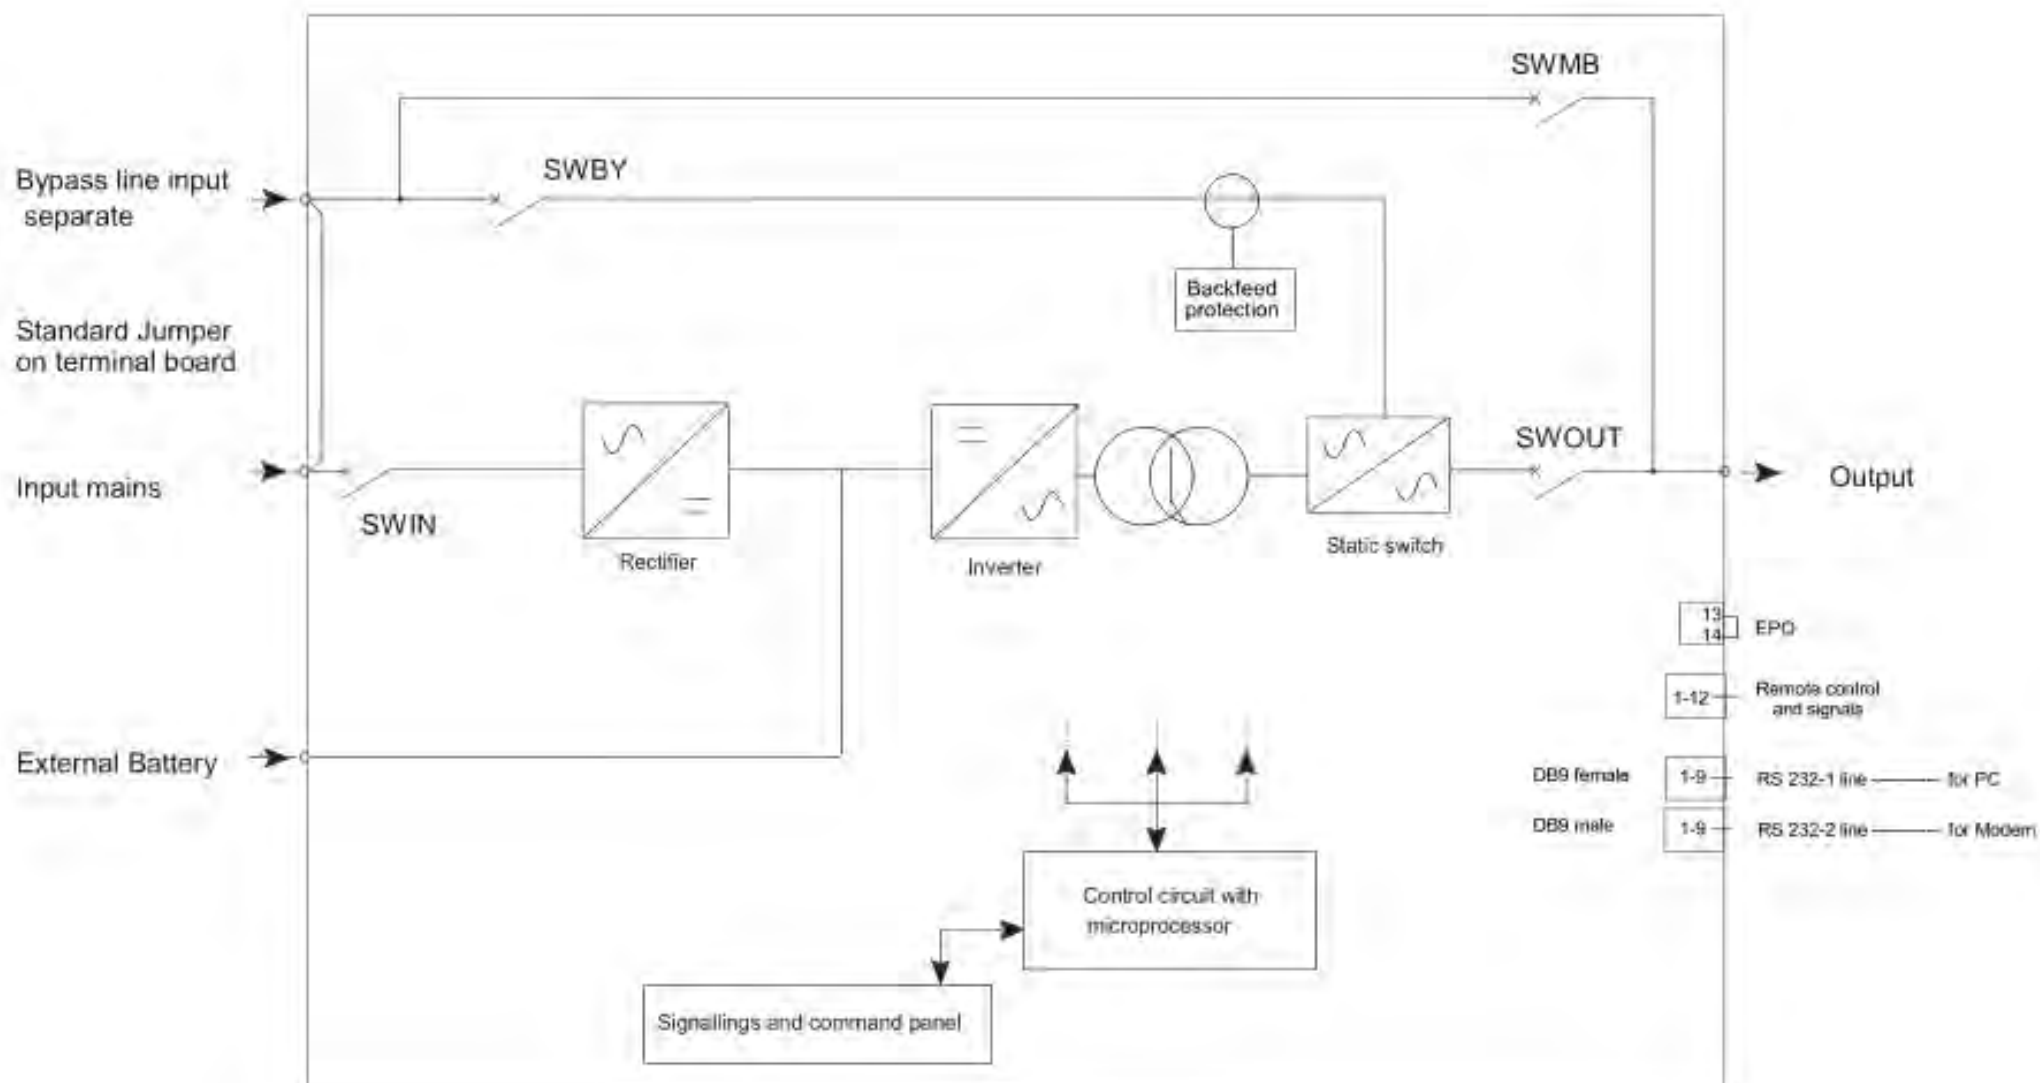 SWMB
SWBY
Bypass line input
separate
Backfeed
protection
Standard Jumper
on terminal board
SWOUT
Input mains
Output
SWIN
Rectifier
Inverter
Static switch
13
14
EPO
1-12
Remote control
and signals
External Battery
DB9 female
1-9
RS 232-1 line
for PC
DB9 male
1-9
RS 232-2 line
for Modem
Control circuit with
microprocessor
Signallings and command panel